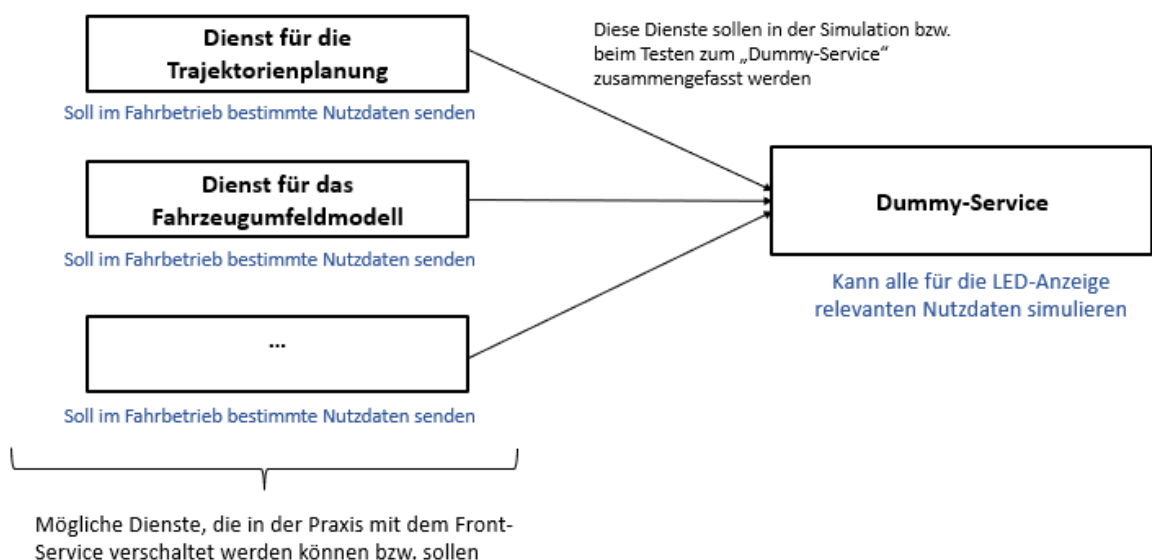 Dienst für die
Trajektorienplanung
Soll im Fahrbetrieb bestimmte Nutzdaten senden
Diese Dienste sollen in der Simulation bzw.
beim Testen zum „Dummy-Service“
zusammengefasst werden
Dienst für das
Fahrzeugumfeldmodell
Soll im Fahrbetrieb bestimmte Nutzdaten senden
Dummy-Service
Kann alle für die LED-Anzeige
relevanten Nutzdaten simulieren
...
Soll im Fahrbetrieb bestimmte Nutzdaten senden
Mögliche Dienste, die in der Praxis mit dem Front-
Service verschaltet werden können bzw. sollen